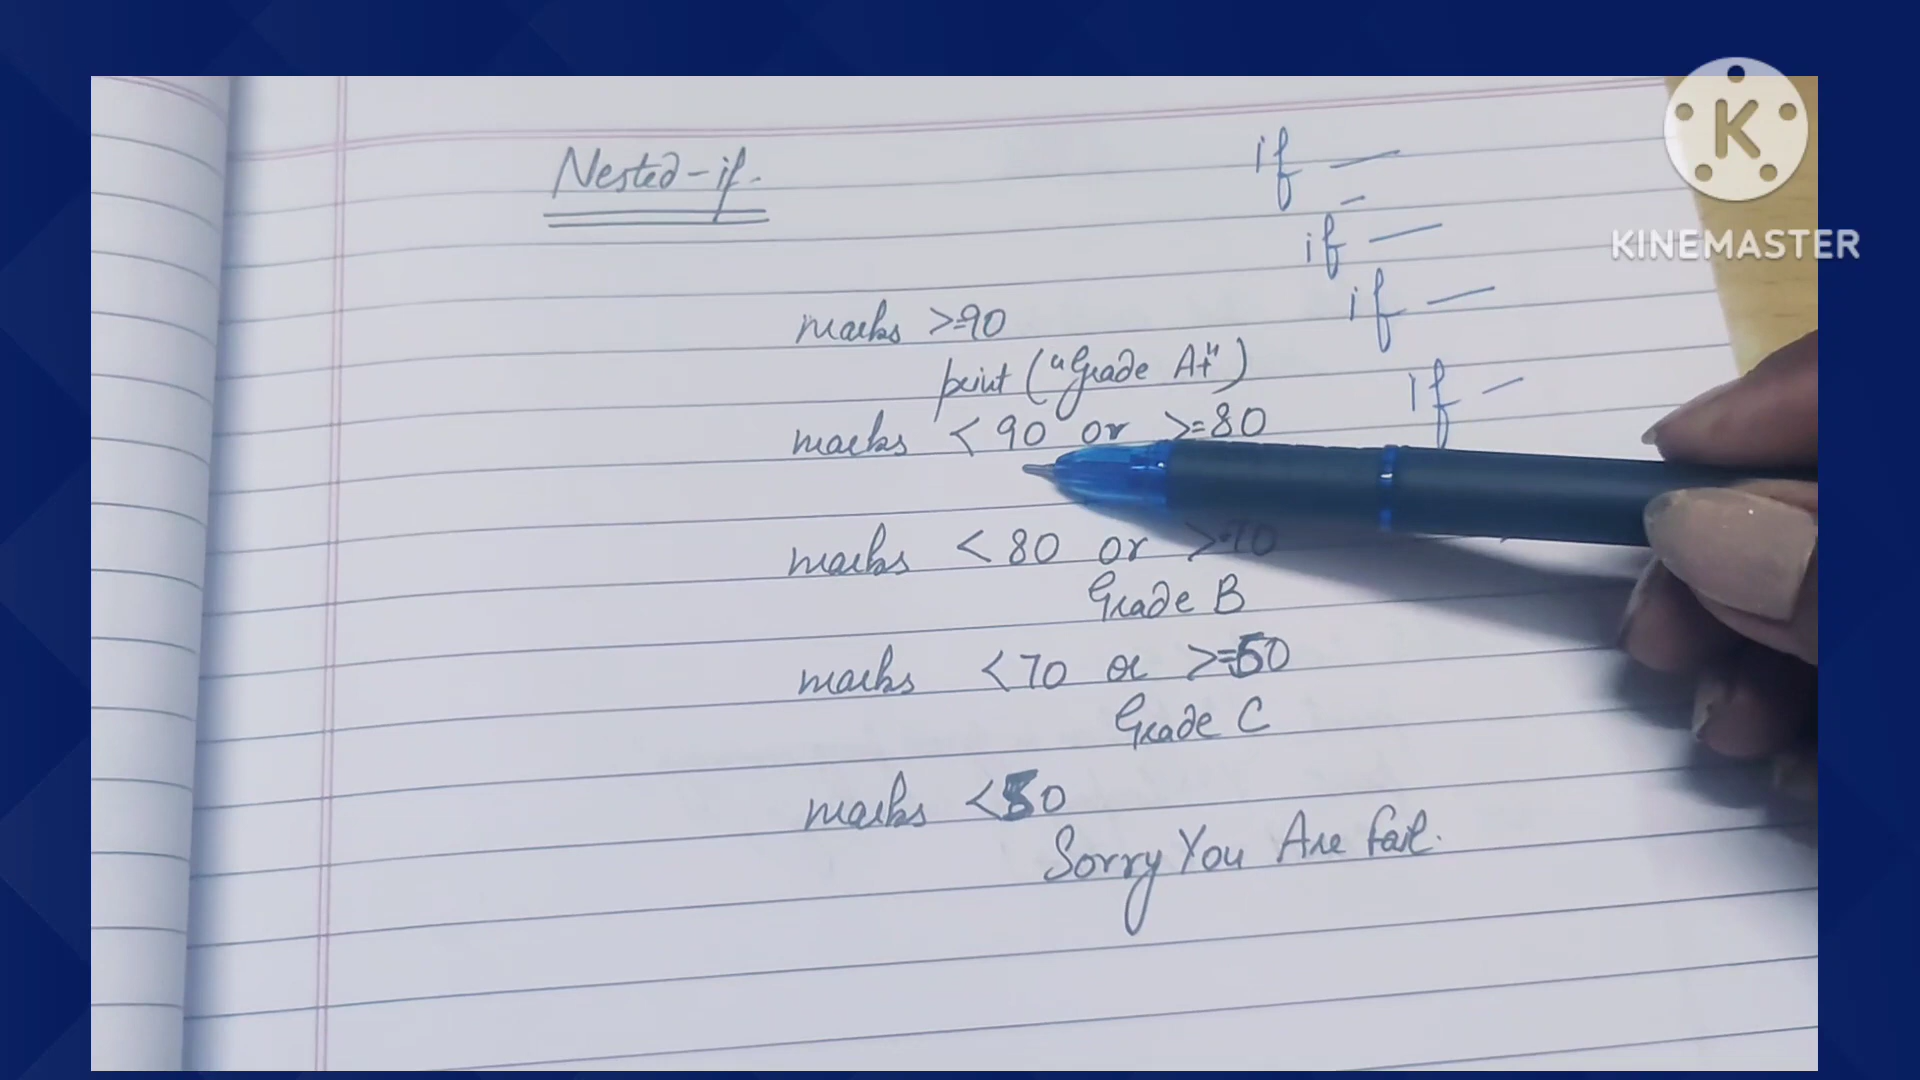 Nested-if.
if —
if —
if —
if —
marks >=90
print ("Grade A+")
marks < 90 or >=80
marks < 80 or >=70
Grade B
marks <70 or >=50
Grade C
marks <50
Sorry You Are fail.
K
KINEMASTER